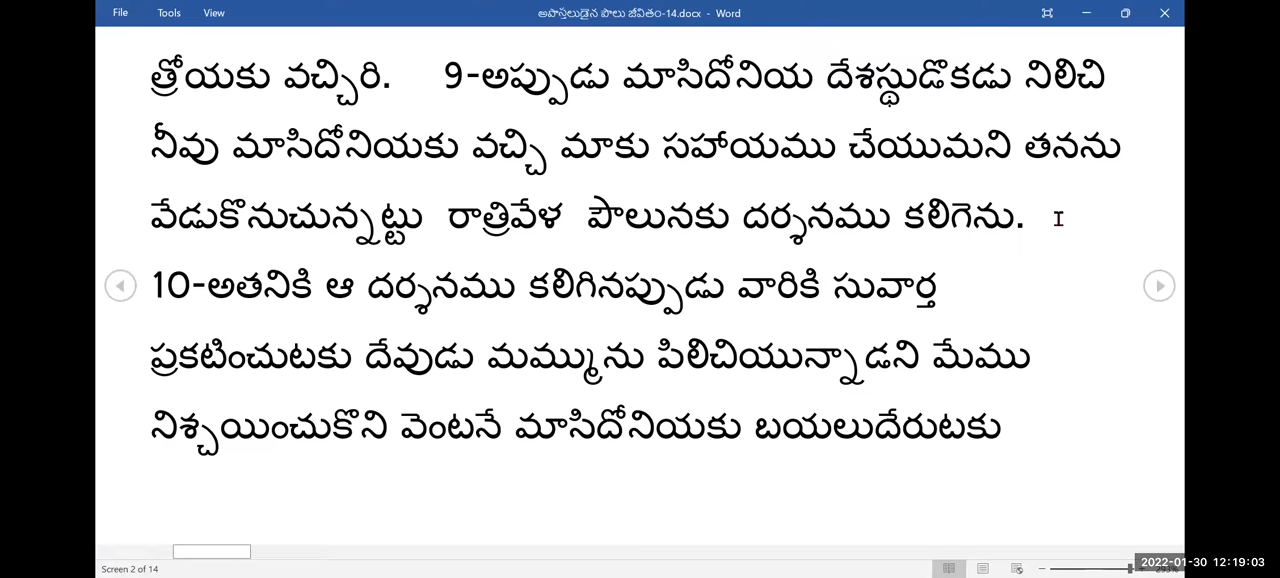 File Tools View అపొస్తలుడైన పౌలు జీవితం-14.docx - Word
త్రోయకు వచ్చిరి. 9-అప్పుడు మాసిదోనియ దేశస్థుడొకడు నిలిచి
నీవు మాసిదోనియకు వచ్చి మాకు సహాయము చేయుమని తనను
వేడుకొనుచున్నట్టు రాత్రివేళ పౌలునకు దర్శనము కలిగెను.
10-అతనికి ఆ దర్శనము కలిగినప్పుడు వారికి సువార్త
ప్రకటించుటకు దేవుడు మమ్మును పిలిచియున్నాడని మేము
నిశ్చయించుకొని వెంటనే మాసిదోనియకు బయలుదేరుటకు
2022-01-30 12:19:03
Screen 2 of 14